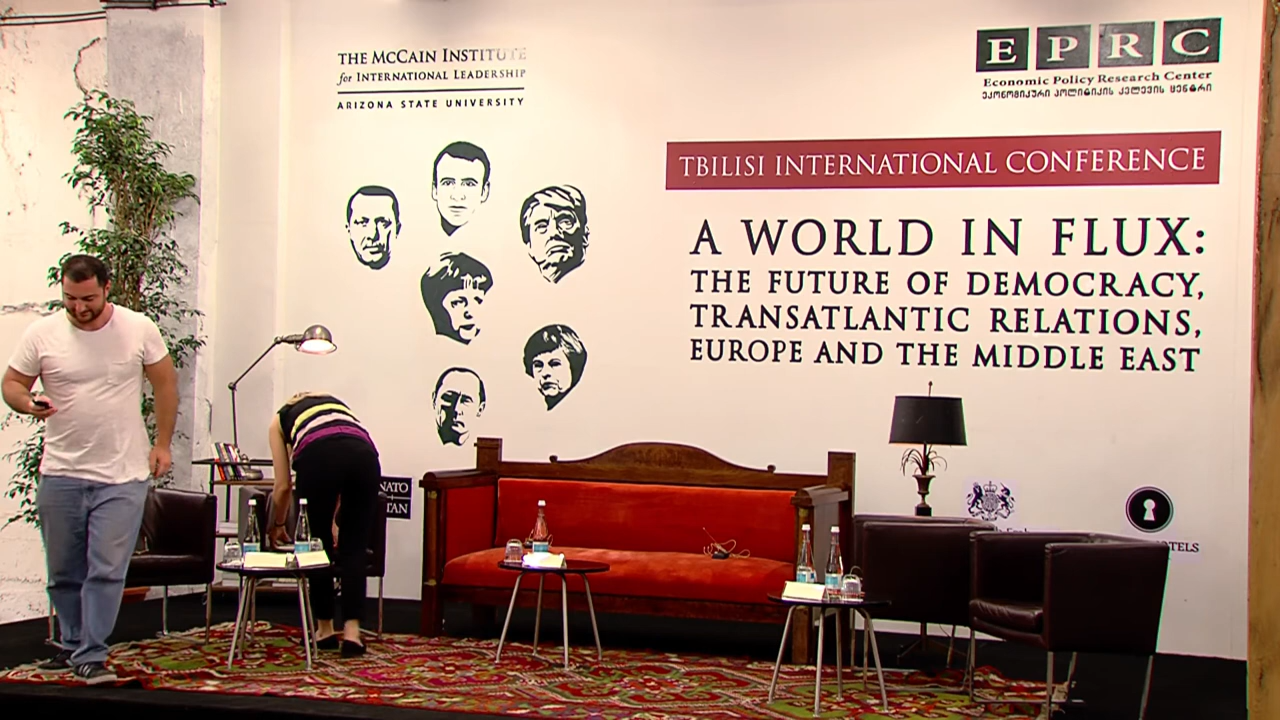 THE MCCAIN INSTITUTE
for INTERNATIONAL LEADERSHIP
ARIZONA STATE UNIVERSITY
EPRC
Economic Policy Research Center
ეკონომიკური პოლიტიკის კვლევის ცენტრი
TBILISI INTERNATIONAL CONFERENCE
A WORLD IN FLUX:
THE FUTURE OF DEMOCRACY,
TRANSATLANTIC RELATIONS,
EUROPE AND THE MIDDLE EAST
NATO